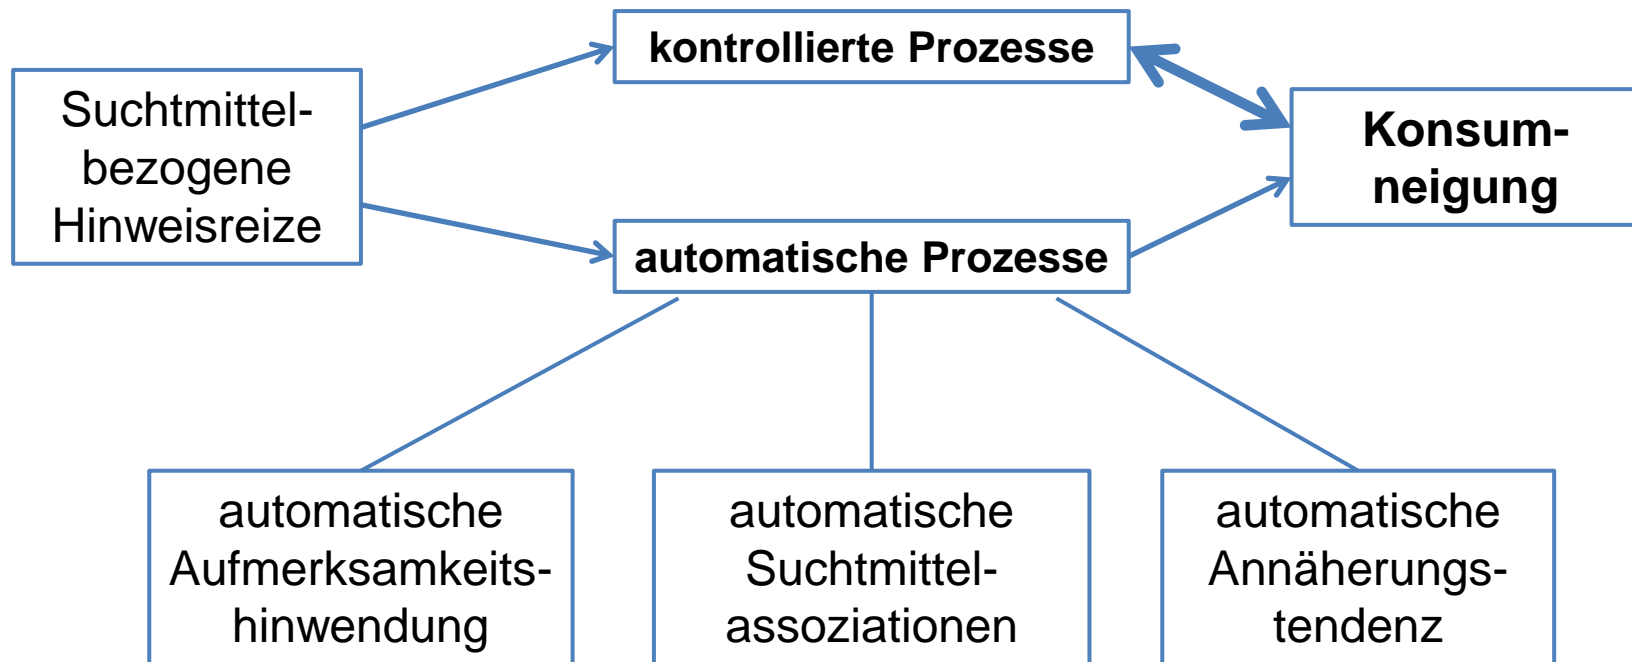 kontrollierte Prozesse
Suchtmittel-
bezogene
Hinweisreize
Konsum-
neigung
automatische Prozesse
automatische
Aufmerksamkeits-
hinwendung
automatische
Suchtmittel-
assoziationen
automatische
Annäherungs-
tendenz